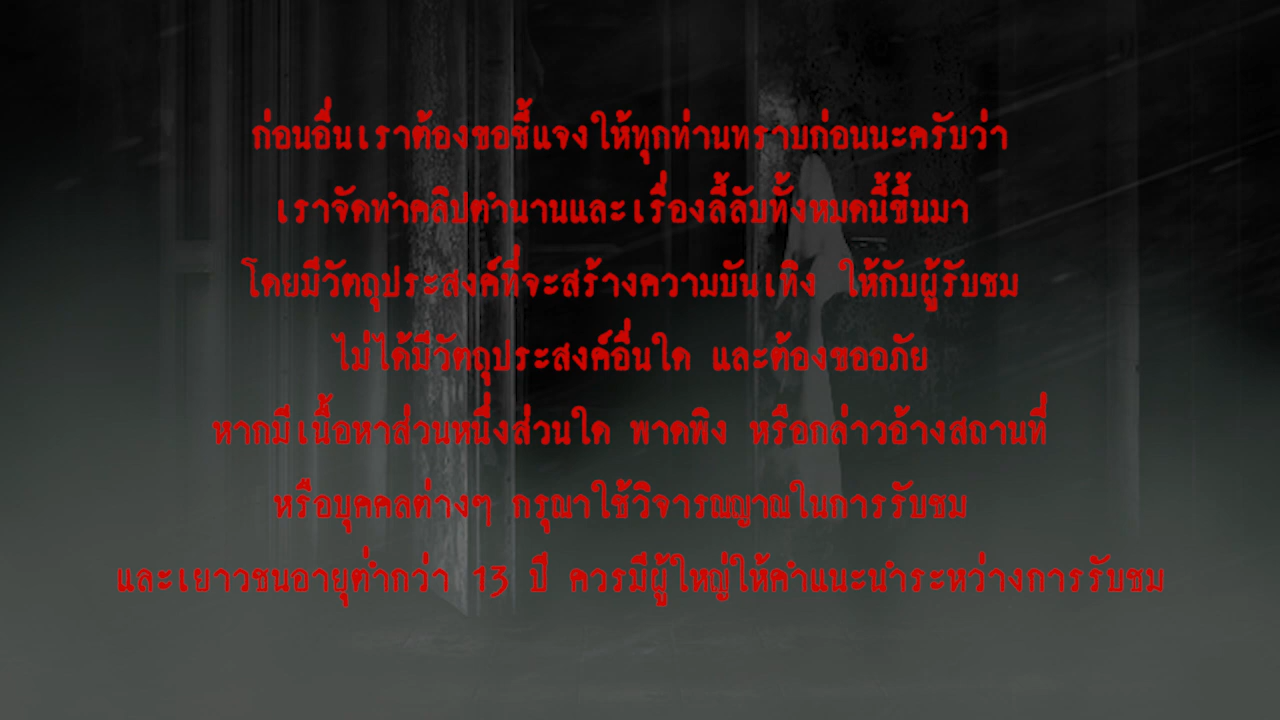 ก่อนอื่นเราต้องขอชี้แจงให้ทุกท่านทราบก่อนนะครับว่า
เราจัดทำคลิปตำนานและเรื่องลี้ลับทั้งหมดนี้ขึ้นมา
โดยมีวัตถุประสงค์ที่จะสร้างความบันเทิง ให้กับผู้รับชม
ไม่ได้มีวัตถุประสงค์อื่นใด และต้องขออภัย
หากมีเนื้อหาส่วนหนึ่งส่วนใด พาดพิง หรือกล่าวอ้างสถานที่
หรือบุคคลต่างๆ กรุณาใช้วิจารณญาณในการรับชม
และเยาวชนอายุต่ำกว่า 13 ปี ควรมีผู้ใหญ่ให้คำแนะนำระหว่างการรับชม